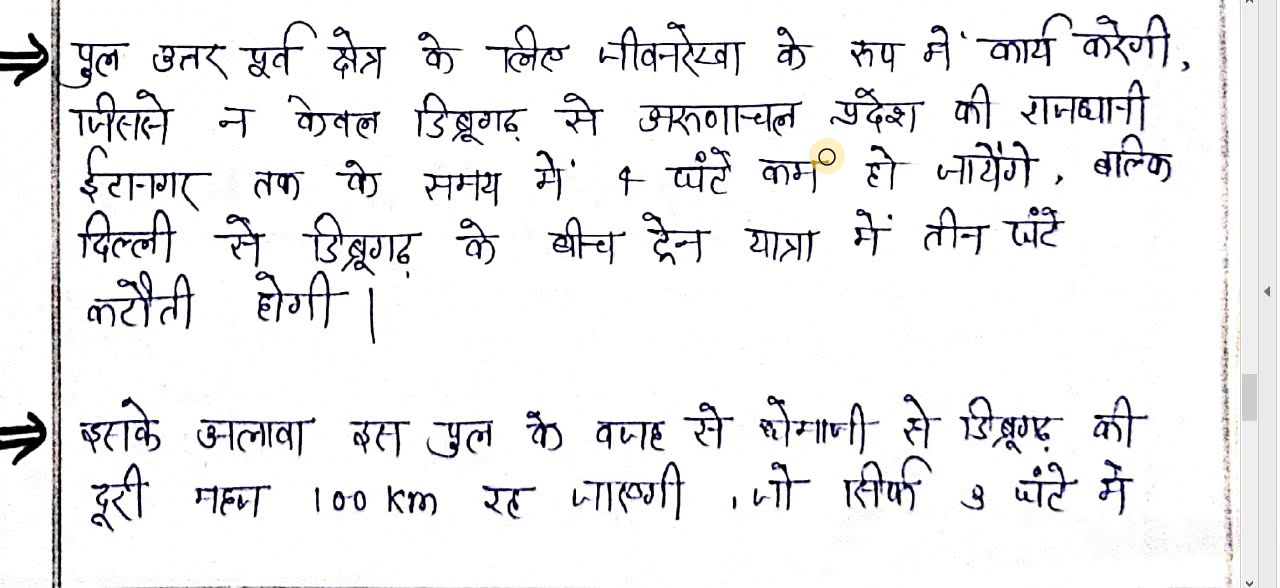 ⇒ पुल उत्तर पूर्व क्षेत्र के लिए जीवनरेखा के रूप में कार्य करेगी,
जिससे न केवल डिब्रूगढ़ से अरुणाचल प्रदेश की राजधानी
ईटानगर तक के समय में 4 घंटे कम हो जायेंगे, बल्कि
दिल्ली से डिब्रूगढ़ के बीच ट्रेन यात्रा में तीन घंटे
कटौती होगी।
⇒ इसके अलावा इस पुल के वजह से धेमाजी से डिब्रूगढ़ की
दूरी महज 100 km रह जाएगी, जो सिर्फ 3 घंटे में